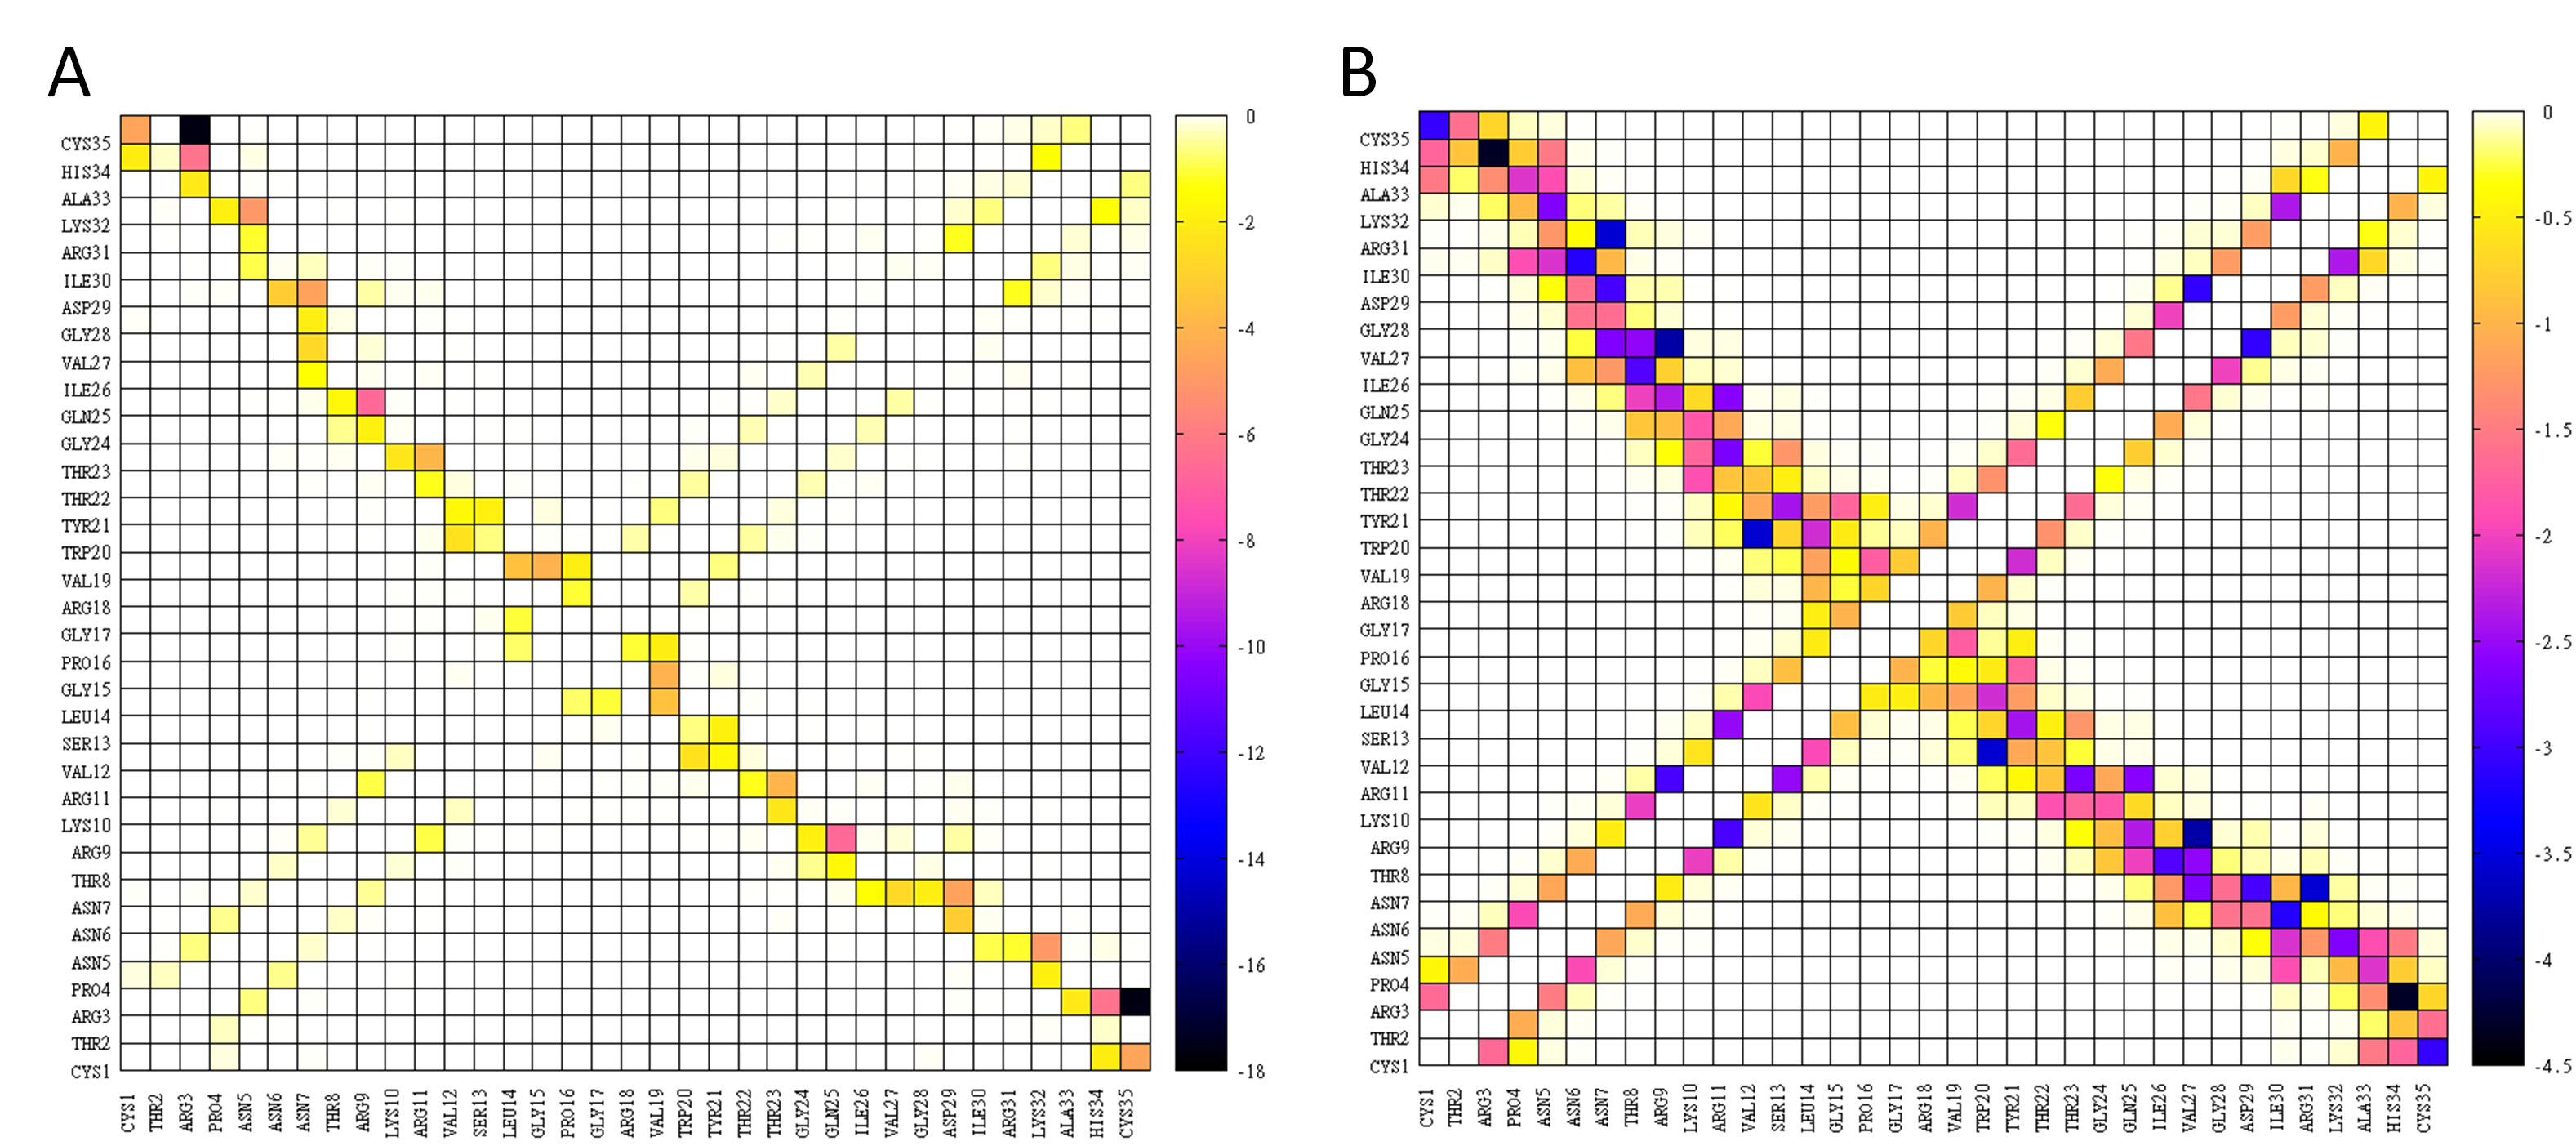 A
CYS35
HIS34
ALA33
LYS32
ARG31
ILE30
ASP29
GLY28
VAL27
ILE26
GLN25
GLY24
THR23
THR22
TYR21
TRP20
VAL19
ARG18
GLY17
PRO16
GLY15
LEU14
SER13
VAL12
ARG11
LYS10
ARG9
THR8
ASN7
ASN6
ASN5
PRO4
ARG3
THR2
CYS1
CYS1 THR2 ARG3 PRO4 ASN5 ASN6 ASN7 THR8 ARG9 LYS10 ARG11 VAL12 SER13 LEU14 GLY15 PRO16 GLY17 ARG18 VAL19 TRP20 TYR21 THR22 THR23 GLY24 GLN25 ILE26 VAL27 GLY28 ASP29 ILE30 ARG31 LYS32 ALA33 HIS34 CYS35
0
-2
-4
-6
-8
-10
-12
-14
-16
-18
B
CYS35
HIS34
ALA33
LYS32
ARG31
ILE30
ASP29
GLY28
VAL27
ILE26
GLN25
GLY24
THR23
THR22
TYR21
TRP20
VAL19
ARG18
GLY17
PRO16
GLY15
LEU14
SER13
VAL12
ARG11
LYS10
ARG9
THR8
ASN7
ASN6
ASN5
PRO4
ARG3
THR2
CYS1
CYS1 THR2 ARG3 PRO4 ASN5 ASN6 ASN7 THR8 ARG9 LYS10 ARG11 VAL12 SER13 LEU14 GLY15 PRO16 GLY17 ARG18 VAL19 TRP20 TYR21 THR22 THR23 GLY24 GLN25 ILE26 VAL27 GLY28 ASP29 ILE30 ARG31 LYS32 ALA33 HIS34 CYS35
0
-0.5
-1
-1.5
-2
-2.5
-3
-3.5
-4
-4.5